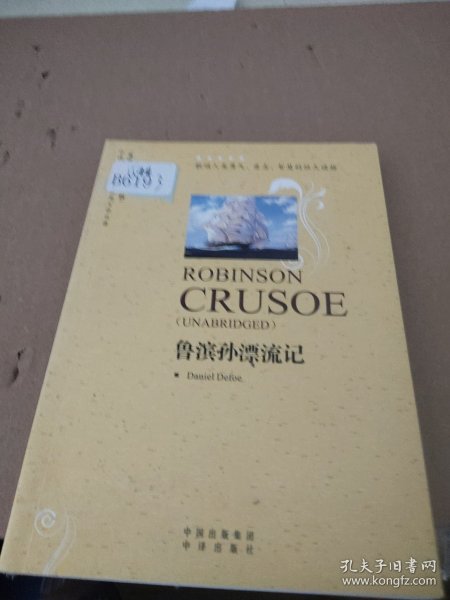 ROBINSON
CRUSOE
(UNABRIDGED)
鲁滨孙漂流记
Daniel Defoe
中国出版集团
中译出版社
孔夫子旧书网
www.kongfz.com